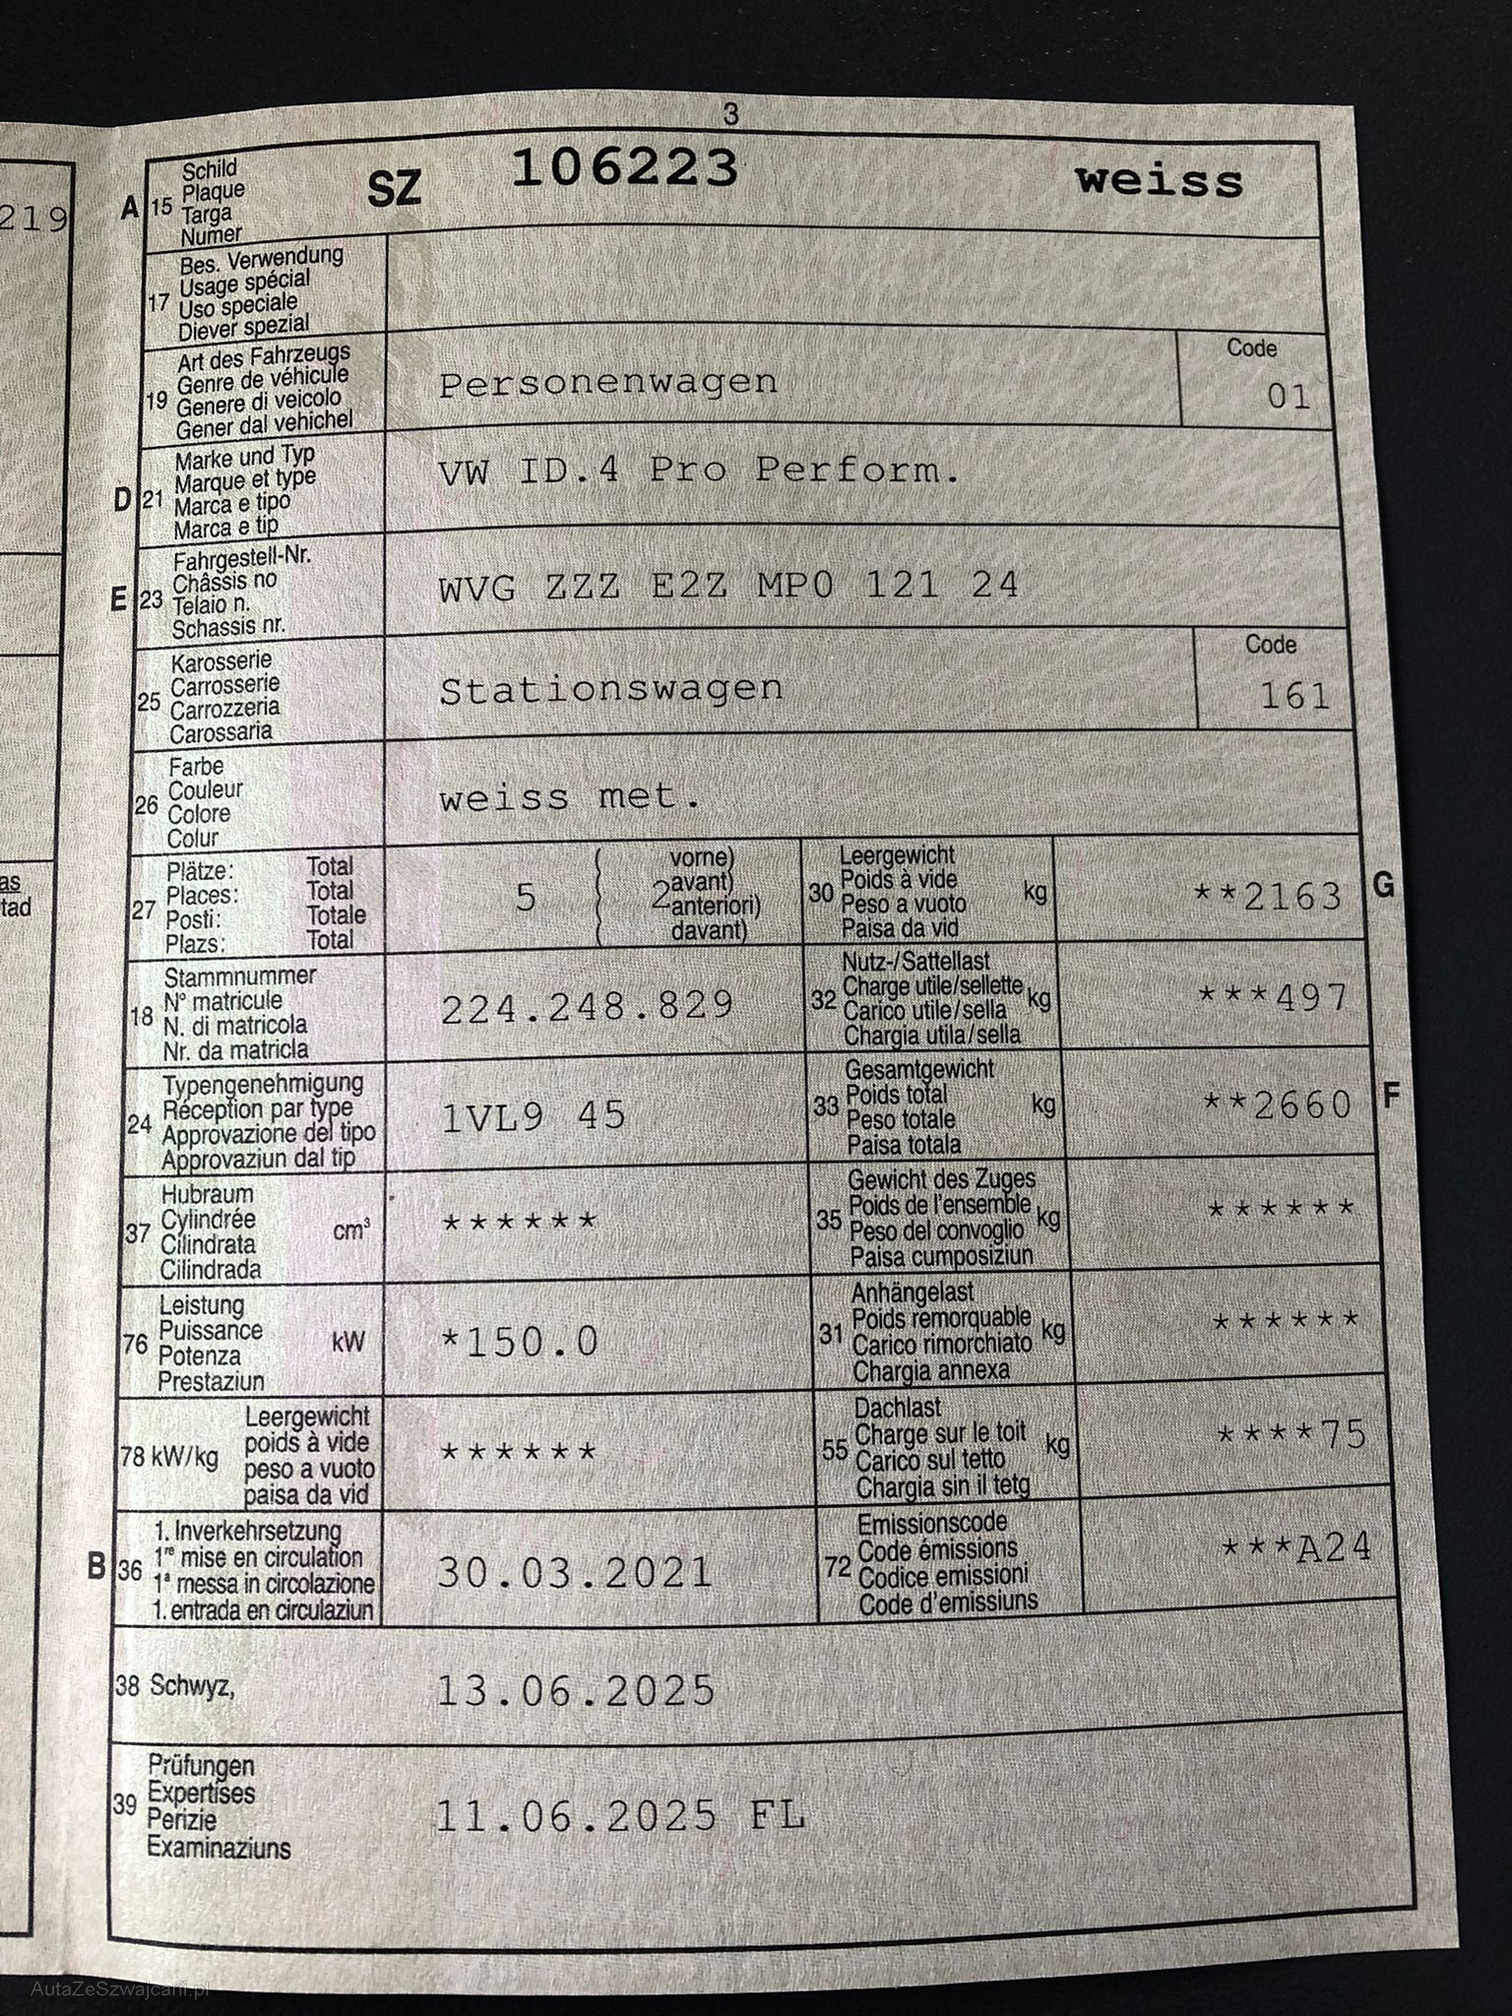 3
219
as
tad
A 15 Schild
Plaque
Targa
Numer
SZ 106223 weiss
17 Bes. Verwendung
Usage spécial
Uso speciale
Diever spezial
19 Art des Fahrzeugs
Genre de véhicule
Genere di veicolo
Gener dal vehichel
Personenwagen
Code
01
D 21 Marke und Typ
Marque et type
Marca e tipo
Marca e tip
VW ID.4 Pro Perform.
E 23 Fahrgestell-Nr.
Châssis no
Telaio n.
Schassis nr.
WVG ZZZ E2Z MP0 121 24
25 Karosserie
Carrosserie
Carrozzeria
Carossaria
Stationswagen
Code
161
26 Farbe
Couleur
Colore
Colur
weiss met.
27 Plätze: Total
Places: Total
Posti: Totale
Plazs: Total
5 ( 2 vorne)
avant)
anteriori)
davant)
30 Leergewicht
Poids à vide
Peso a vuoto
Paisa da vid
kg
**2163 G
18 Stammnummer
N° matricule
N. di matricola
Nr. da matricla
224.248.829
32 Nutz-/Sattellast
Charge utile/sellette
Carico utile/sella
Chargia utila/sella
kg
***497
24 Typengenehmigung
Réception par type
Approvazione del tipo
Approvaziun dal tip
1VL9 45
33 Gesamtgewicht
Poids total
Peso totale
Paisa totala
kg
**2660 F
37 Hubraum
Cylindrée
Cilindrata
Cilindrada
cm³
******
35 Gewicht des Zuges
Poids de l'ensemble
Peso del convoglio
Paisa cumposiziun
kg
******
76 Leistung
Puissance
Potenza
Prestaziun
kW
*150.0
31 Anhängelast
Poids remorquable
Carico rimorchiato
Chargia annexa
kg
******
78 kW/kg Leergewicht
poids à vide
peso a vuoto
paisa da vid
******
55 Dachlast
Charge sur le toit
Carico sul tetto
Chargia sin il tetg
kg
****75
B 36 1. Inverkehrsetzung
1re mise en circulation
1ª messa in circolazione
1. entrada en circulaziun
30.03.2021
72 Emissionscode
Code émissions
Codice emissioni
Code d'emissiuns
***A24
38 Schwyz,
13.06.2025
39 Prüfungen
Expertises
Perizie
Examinaziuns
11.06.2025 FL
AutaZeSzwajcarii.pl